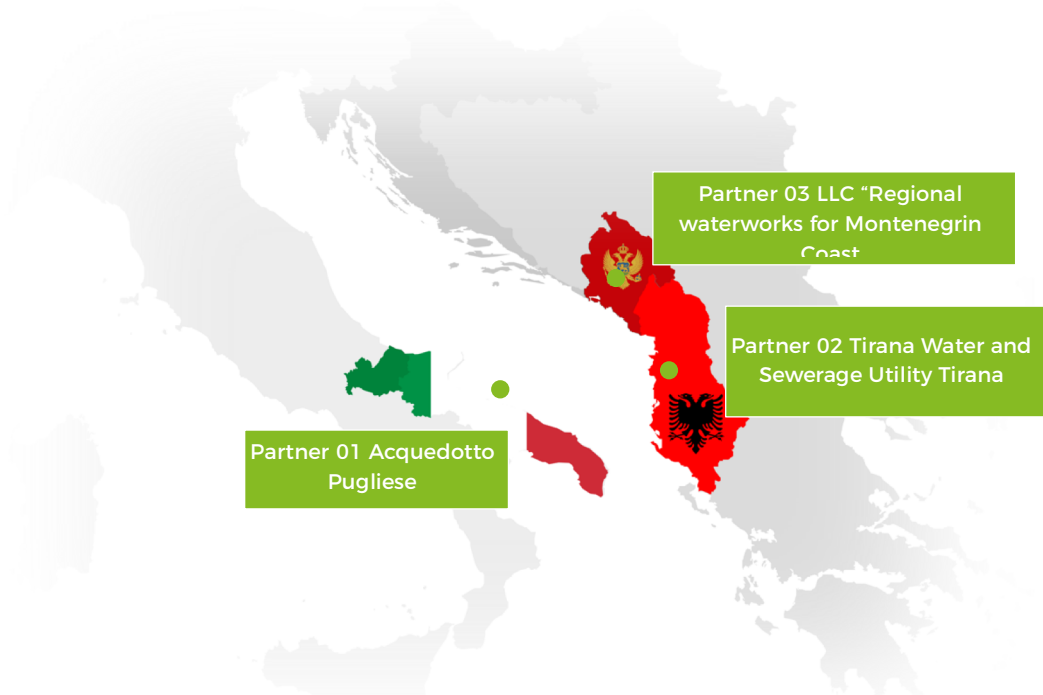 Partner 03 LLC “Regional
waterworks for Montenegrin
Coast
Partner 02 Tirana Water and
Sewerage Utility Tirana
Partner 01 Acquedotto
Pugliese